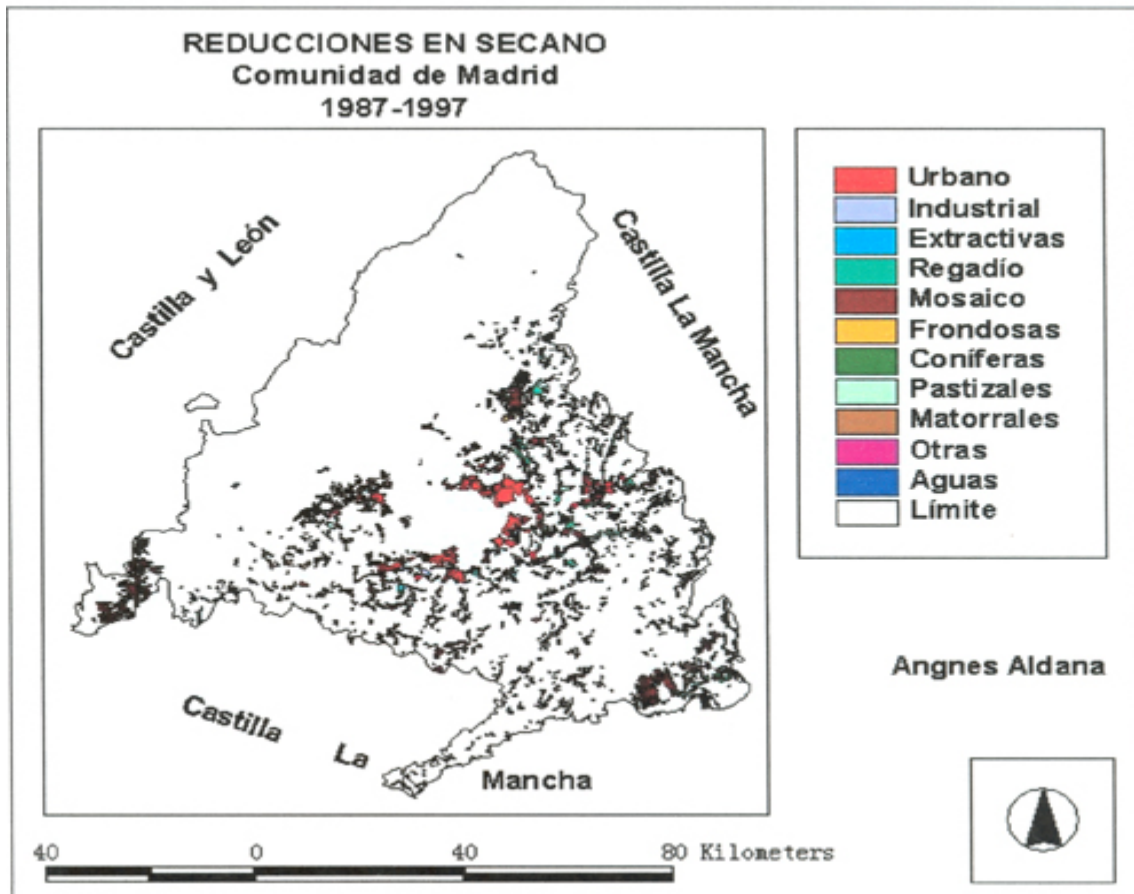 REDUCCIONES EN SECANO
Comunidad de Madrid
1987-1997
Castilla y León
Castilla La Mancha
Castilla La Mancha
Urbano
Industrial
Extractivas
Regadío
Mosaico
Frondosas
Coníferas
Pastizales
Matorrales
Otras
Aguas
Límite
Angnes Aldana
40 0 40 80 Kilometers